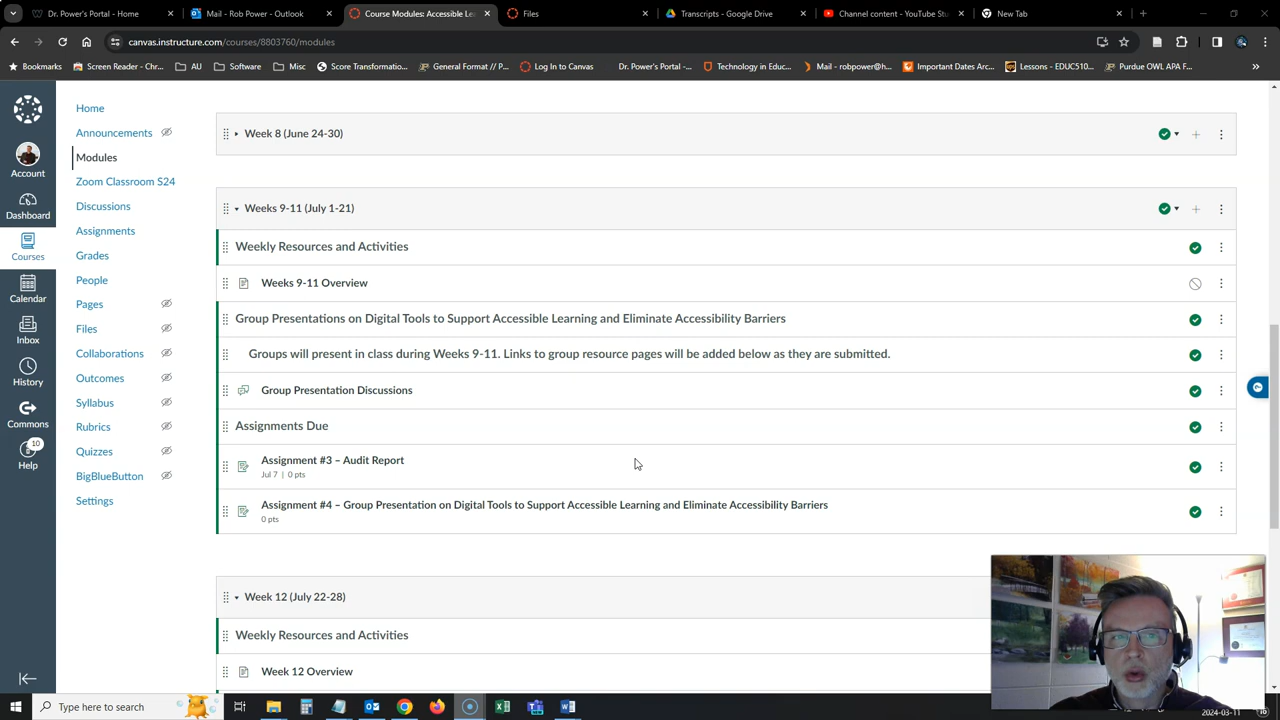 Dr. Power's Portal - Home
Mail - Rob Power - Outlook
Course Modules: Accessible Le
Files
Transcripts - Google Drive
Channel content - YouTube Stu
New Tab
canvas.instructure.com/courses/8803760/modules
Bookmarks
Screen Reader - Chr...
AU
Software
Misc
Score Transformatio...
General Format // P...
Log In to Canvas
Dr. Power's Portal -...
Technology in Educ...
Mail - robpower@h...
Important Dates Arc...
Lessons - EDUC510...
Purdue OWL APA F...
Account
Dashboard
Courses
Calendar
Inbox
History
Commons
10
Help
Home
Announcements
Modules
Zoom Classroom S24
Discussions
Assignments
Grades
People
Pages
Files
Collaborations
Outcomes
Syllabus
Rubrics
Quizzes
BigBlueButton
Settings
Week 8 (June 24-30)
Weeks 9-11 (July 1-21)
Weekly Resources and Activities
Weeks 9-11 Overview
Group Presentations on Digital Tools to Support Accessible Learning and Eliminate Accessibility Barriers
Groups will present in class during Weeks 9-11. Links to group resource pages will be added below as they are submitted.
Group Presentation Discussions
Assignments Due
Assignment #3 – Audit Report
Jul 7 | 0 pts
Assignment #4 – Group Presentation on Digital Tools to Support Accessible Learning and Eliminate Accessibility Barriers
0 pts
Week 12 (July 22-28)
Weekly Resources and Activities
Week 12 Overview
Type here to search
2024-03-11